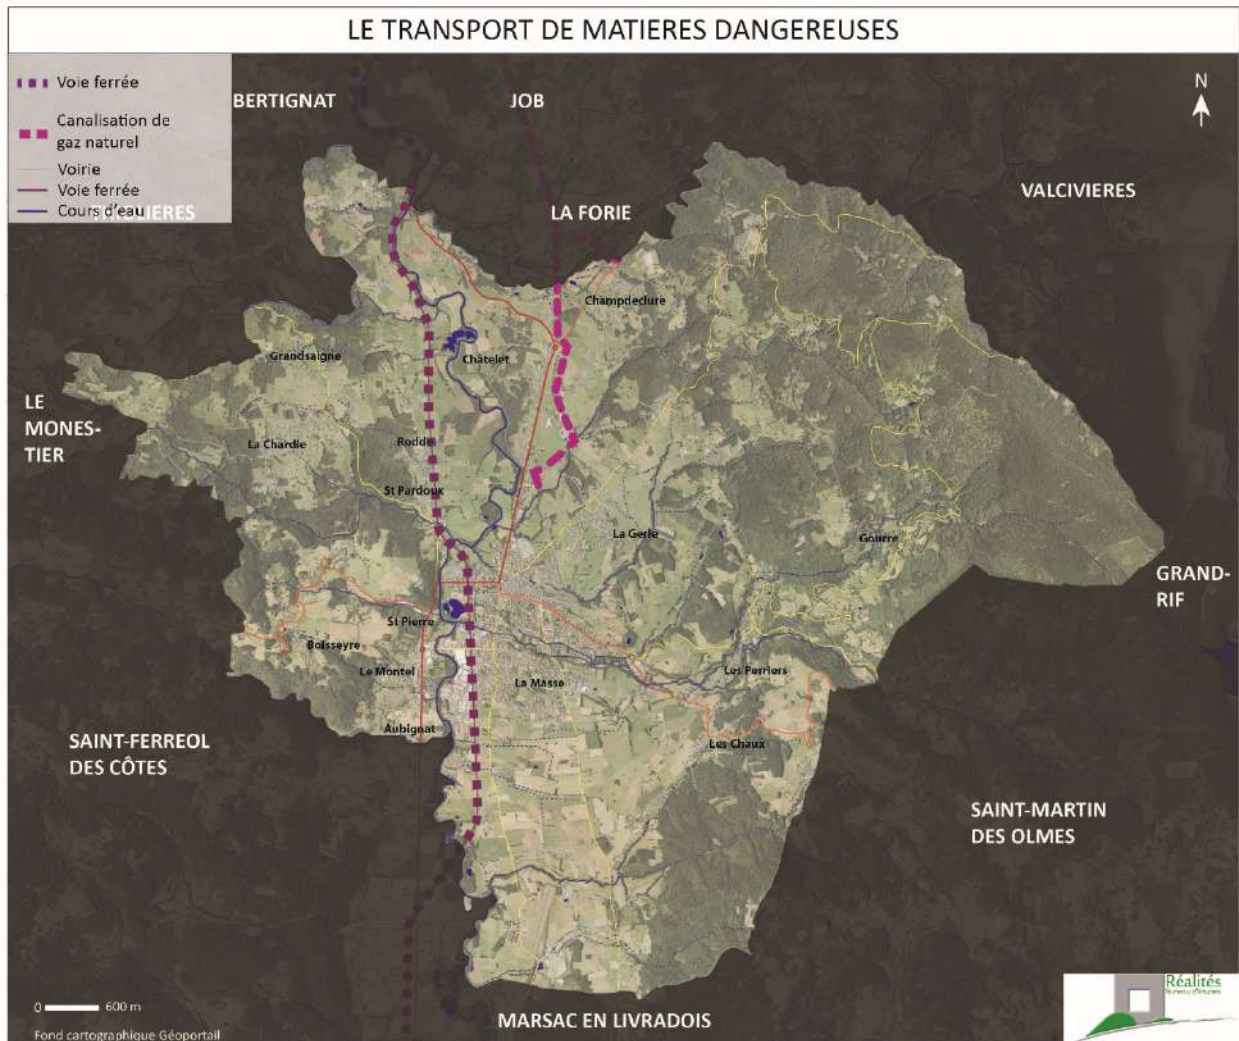 LE TRANSPORT DE MATIERES DANGEREUSES
Voie ferrée
Canalisation de
gaz naturel
Voirie
Voie ferrée
Cours d'eau
BERTIGNAT
JOB
N
VALCIVIERES
LA FORIE
Champdeclure
Grandsaigne
Châtelet
LE
MONES-
TIER
La Chardie
Rodde
St Pardoux
La Gerle
Gourre
GRAND-
RIF
St Pierre
Boisseyre
Le Montel
La Masse
Les Perriers
Aubignat
Les Chaux
SAINT-FERREOL
DES CÔTES
SAINT-MARTIN
DES OLMES
Réalités
0
600 m
MARSAC EN LIVRADOIS
Fond cartographique Géoportail